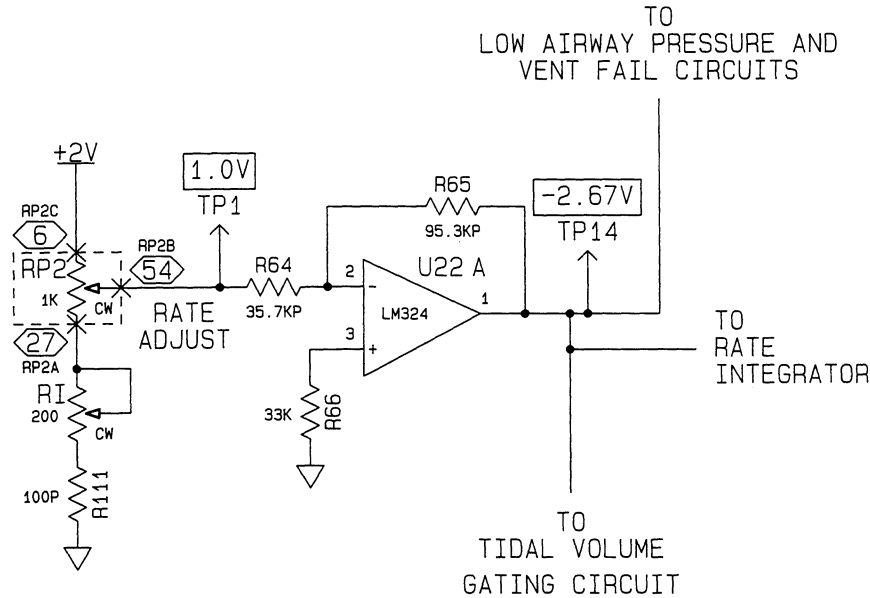 TO
LOW AIRWAY PRESSURE AND
VENT FAIL CIRCUITS
+2V
1.0V
TP1
R65
95.3KP
-2.67V
TP14
RP2C
6
RP2B
54
RP2
1K
CW
RATE
ADJUST
R64
35.7KP
U22 A
2
-
LM324
1
3
+
27
RP2A
RI
200
CW
33K
R66
TO
RATE
INTEGRATOR
100P
R111
TO
TIDAL VOLUME
GATING CIRCUIT